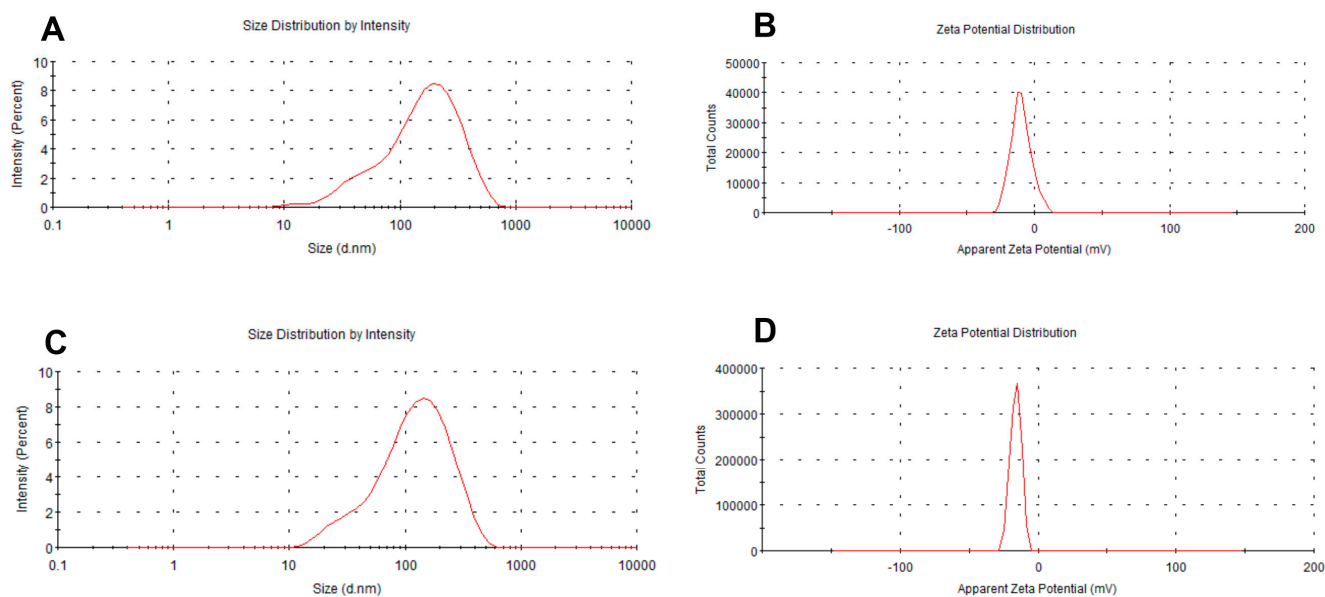 A
Size Distribution by Intensity
Intensity (Percent)
10
8
6
4
2
0
0.1 1 10 100 1000 10000
Size (d.nm)
B
Zeta Potential Distribution
Total Counts
50000
40000
30000
20000
10000
0
-100 0 100 200
Apparent Zeta Potential (mV)
C
Size Distribution by Intensity
Intensity (Percent)
10
8
6
4
2
0
0.1 1 10 100 1000 10000
Size (d.nm)
D
Zeta Potential Distribution
Total Counts
400000
300000
200000
100000
0
-100 0 100 200
Apparent Zeta Potential (mV)